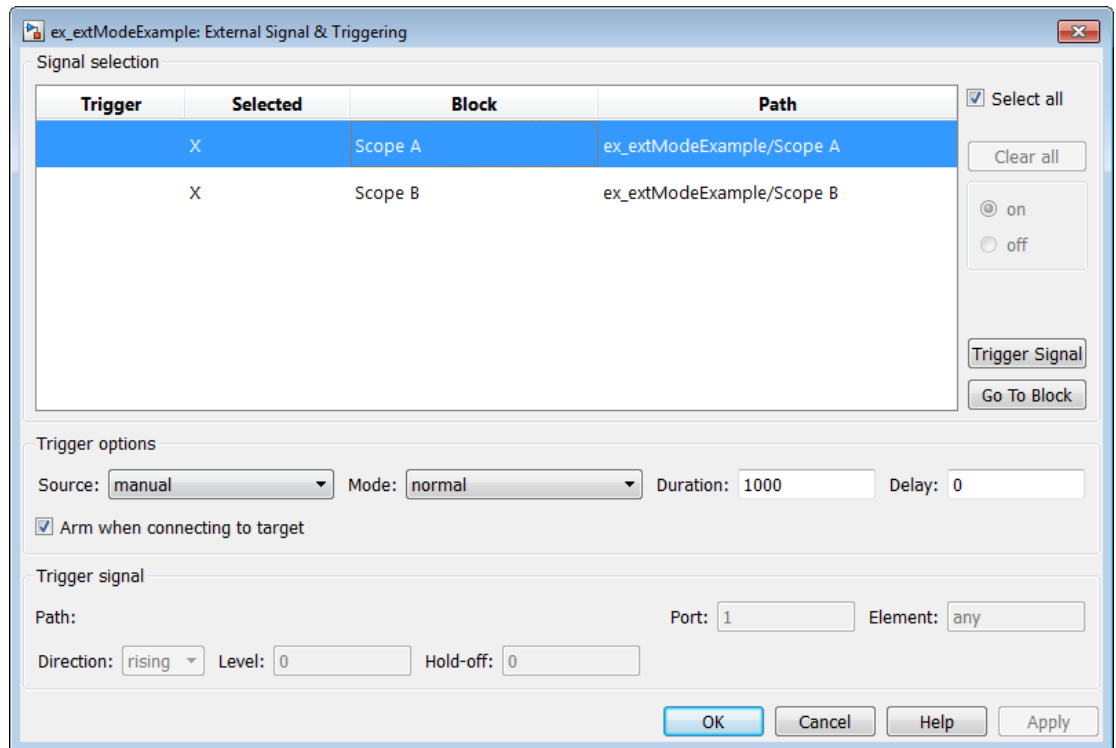 ex_extModeExample: External Signal & Triggering
Signal selection
Trigger Selected Block Path
X Scope A ex_extModeExample/Scope A
X Scope B ex_extModeExample/Scope B
Select all
Clear all
on
off
Trigger Signal
Go To Block
Trigger options
Source: manual Mode: normal Duration: 1000 Delay: 0
Arm when connecting to target
Trigger signal
Path: Port: 1 Element: any
Direction: rising Level: 0 Hold-off: 0
OK Cancel Help Apply